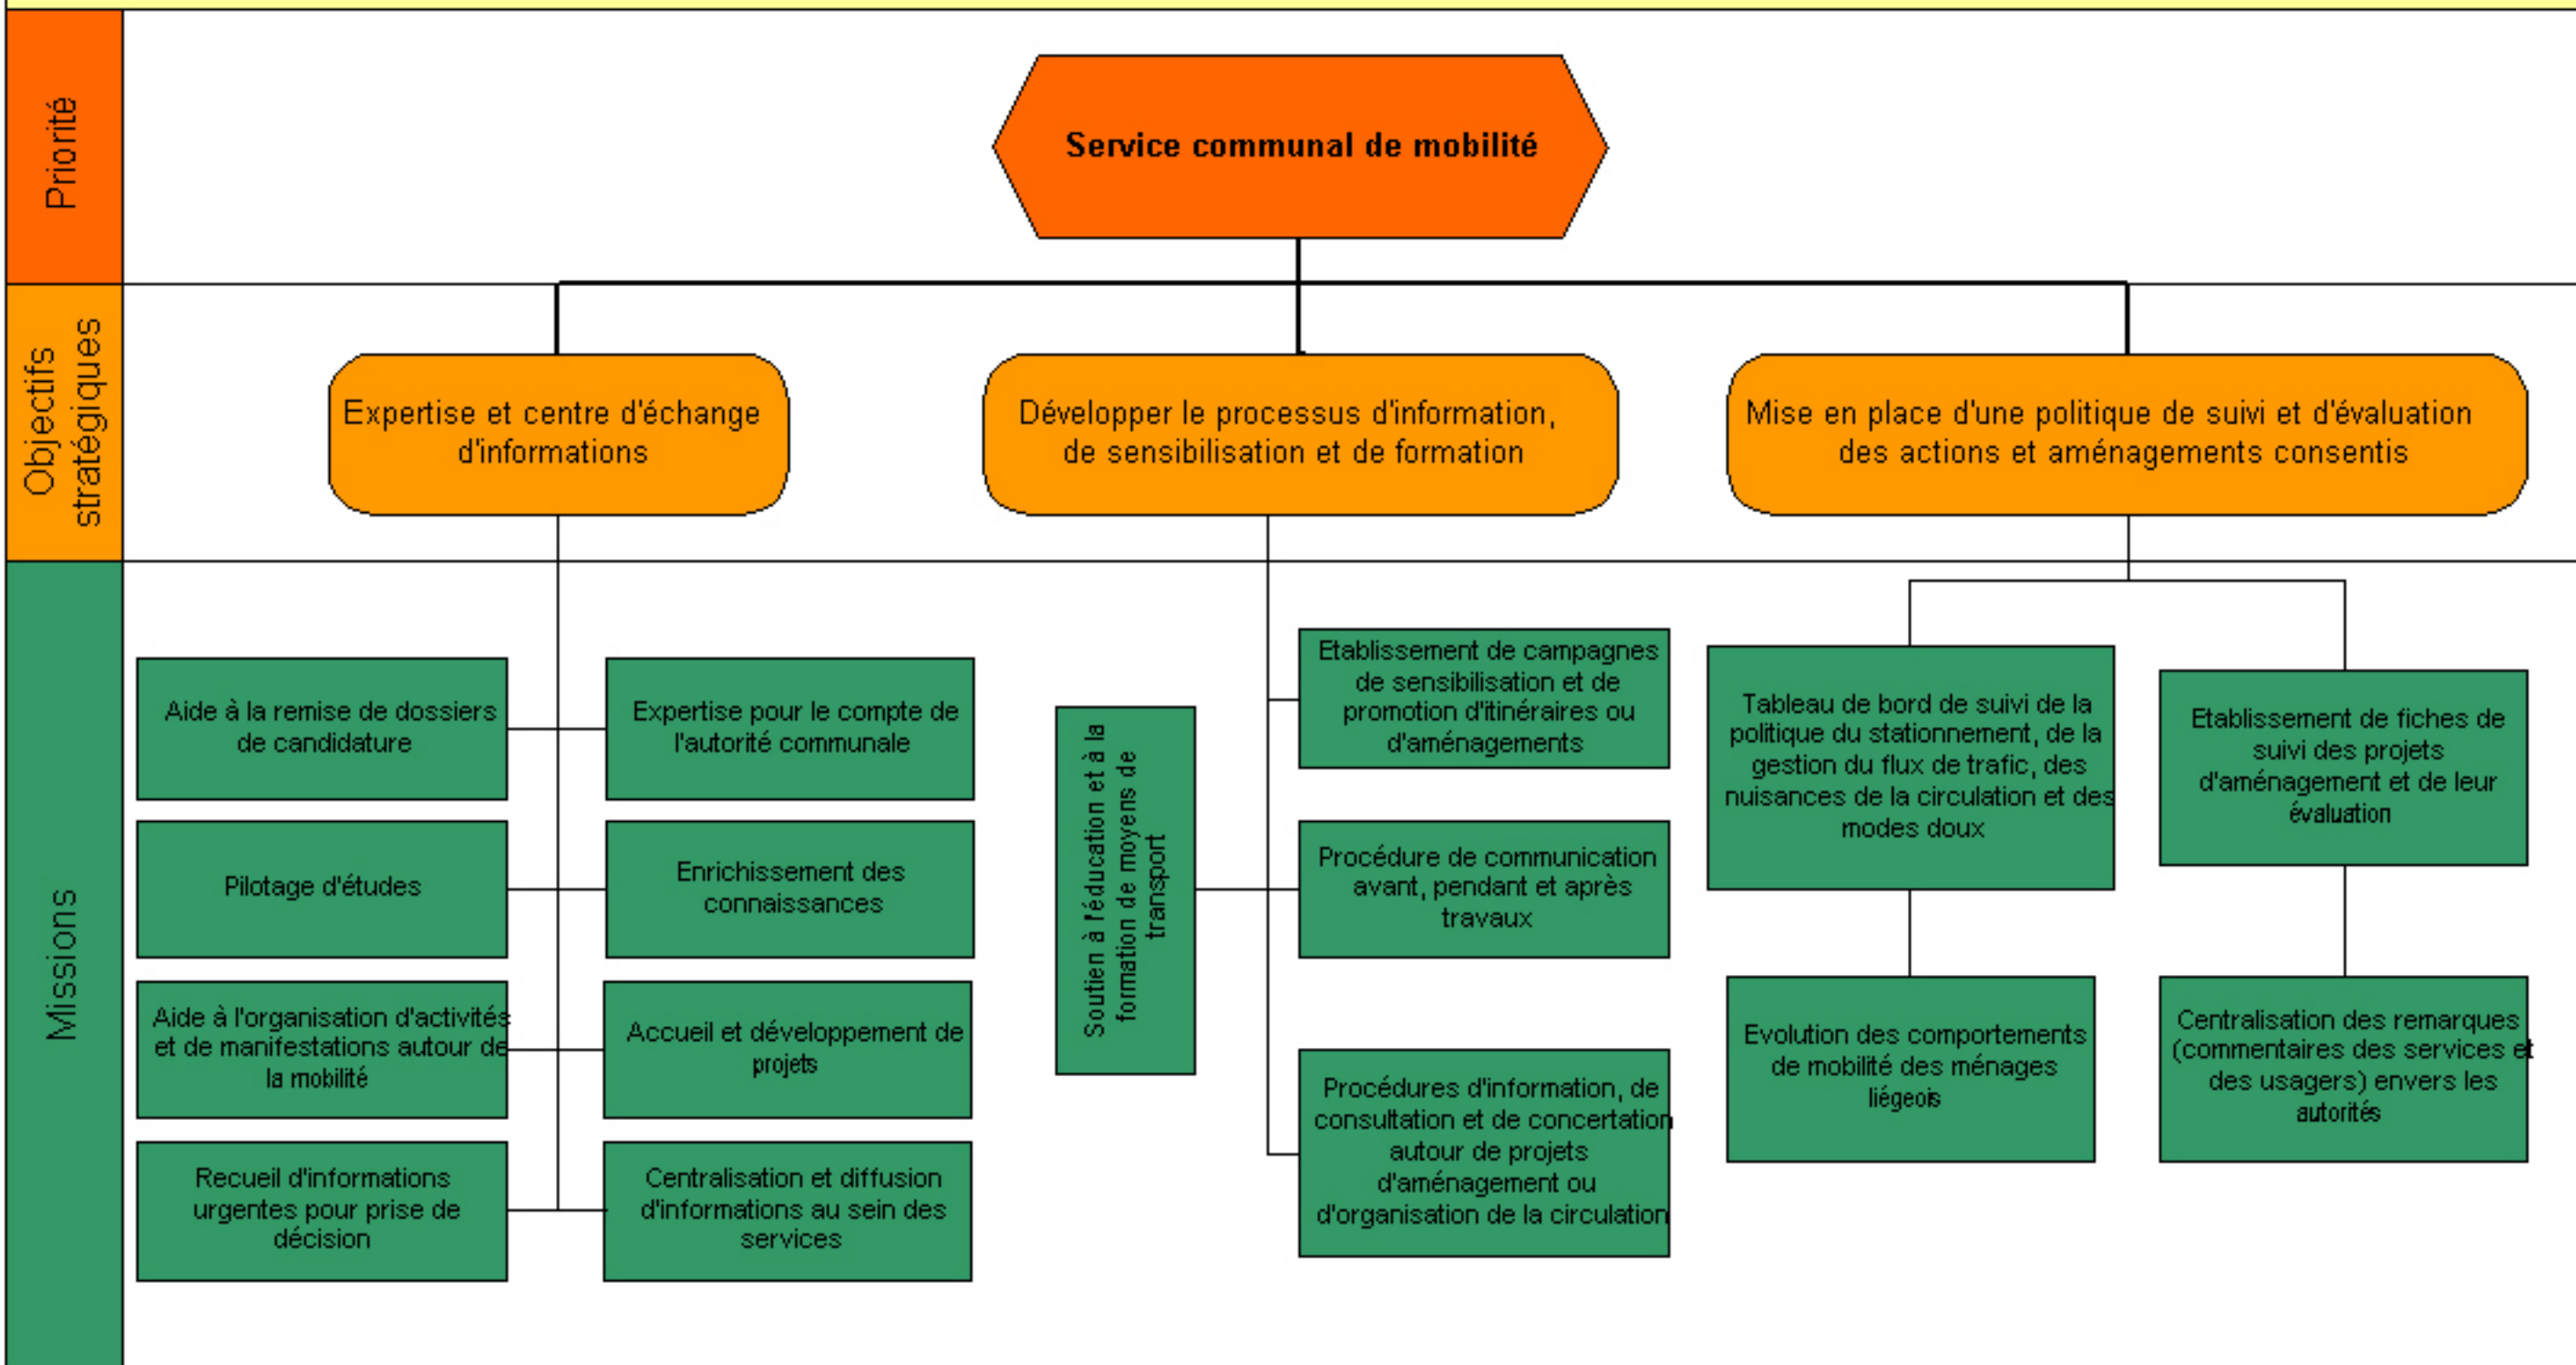 Priorité
Service communal de mobilité
Objectifs
stratégiques
Expertise et centre d'échange
d'informations
Développer le processus d'information,
de sensibilisation et de formation
Mise en place d'une politique de suivi et d'évaluation
des actions et aménagements consentis
Missions
Aide à la remise de dossiers
de candidature
Expertise pour le compte de
l'autorité communale
Pilotage d'études
Enrichissement des
connaissances
Aide à l'organisation d'activités
et de manifestations autour de
la mobilité
Accueil et développement de
projets
Recueil d'informations
urgentes pour prise de
décision
Centralisation et diffusion
d'informations au sein des
services
Soutien à l'éducation et à la
formation de moyens de
transport
Etablissement de campagnes
de sensibilisation et de
promotion d'itinéraires ou
d'aménagements
Procédure de communication
avant, pendant et après
travaux
Procédures d'information, de
consultation et de concertation
autour de projets
d'aménagement ou
d'organisation de la circulation
Tableau de bord de suivi de la
politique du stationnement, de la
gestion du flux de trafic, des
nuisances de la circulation et des
modes doux
Evolution des comportements
de mobilité des ménages
liégeois
Etablissement de fiches de
suivi des projets
d'aménagement et de leur
évaluation
Centralisation des remarques
(commentaires des services et
des usagers) envers les
autorités